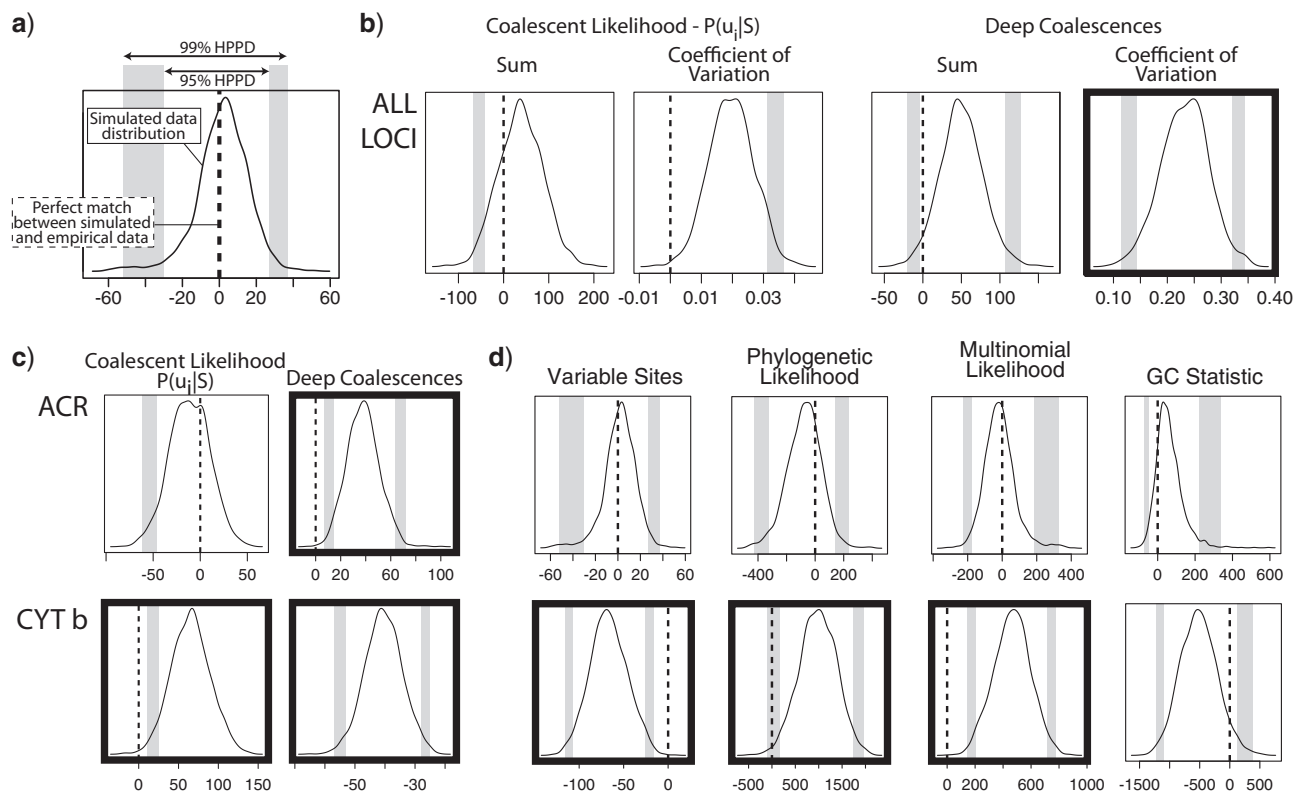 a)
99% HPPD
95% HPPD
Simulated data
distribution
Perfect match
between simulated
and empirical data
-60 -20 0 20 60
b)
Coalescent Likelihood - P(uᵢ|S)
Deep Coalescences
Sum
Coefficient of
Variation
Sum
Coefficient of
Variation
ALL
LOCI
-100 0 100 200
-0.01 0.01 0.03
-50 0 50 100
0.10 0.20 0.30 0.40
c)
Coalescent Likelihood
P(uᵢ|S)
Deep Coalescences
ACR
-50 0
0 20 60 100
CYT b
0 50 100 150
-50 -30
d)
Variable Sites
Phylogenetic
Likelihood
Multinomial
Likelihood
GC Statistic
-60 -20 0 20 60
-400 0 200
-200 0 200 400
0 200 400 600
-100 -50 0
-500 500 1500
0 200 600 1000
-1500 -500 0 500